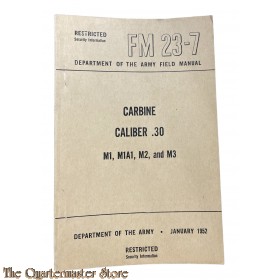 RESTRICTED
Security Information
FM 23-7
DEPARTMENT OF THE ARMY FIELD MANUAL
CARBINE
CALIBER .30
M1, M1A1, M2, and M3
DEPARTMENT OF THE ARMY • JANUARY 1952
RESTRICTED
Security Information
The Quartermaster Store